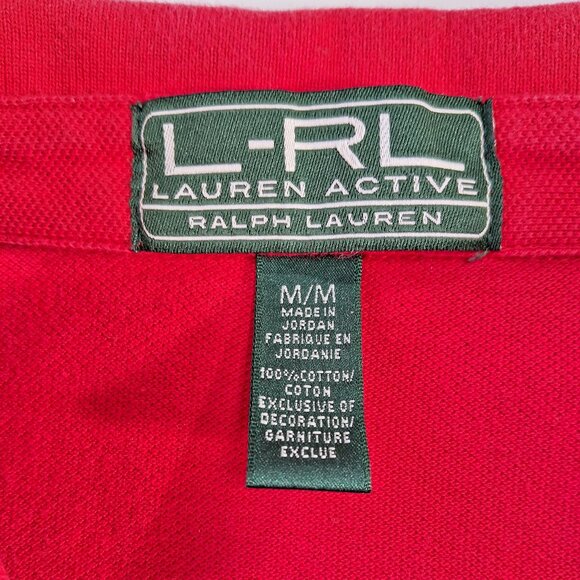 L-RL
LAUREN ACTIVE
RALPH LAUREN
M/M
MADE IN
JORDAN
FABRIQUE EN
JORDANIE
100%COTTON/
COTON
EXCLUSIVE OF
DECORATION/
GARNITURE
EXCLUE